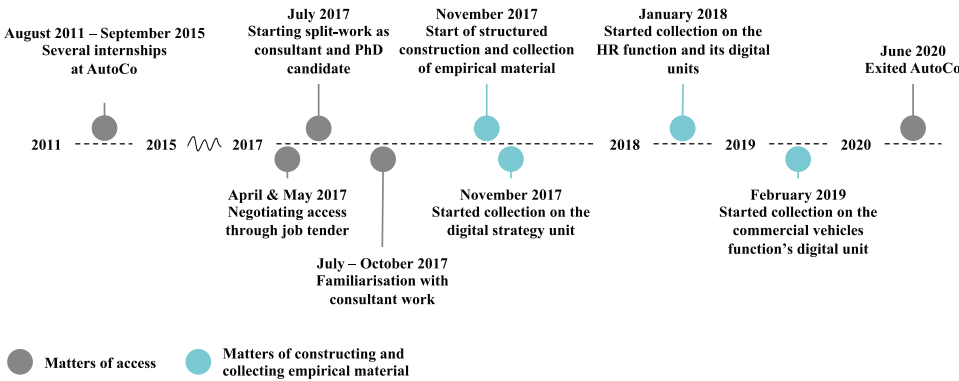 August 2011 – September 2015
Several internships
at AutoCo
July 2017
Starting split-work as
consultant and PhD
candidate
November 2017
Start of structured
construction and collection
of empirical material
January 2018
Started collection on the
HR function and its digital
units
June 2020
Exited AutoCo
2011
2015
2017
2018
2019
2020
April & May 2017
Negotiating access
through job tender
July – October 2017
Familiarisation with
consultant work
November 2017
Started collection on the
digital strategy unit
February 2019
Started collection on the
commercial vehicles
function’s digital unit
Matters of access
Matters of constructing and
collecting empirical material